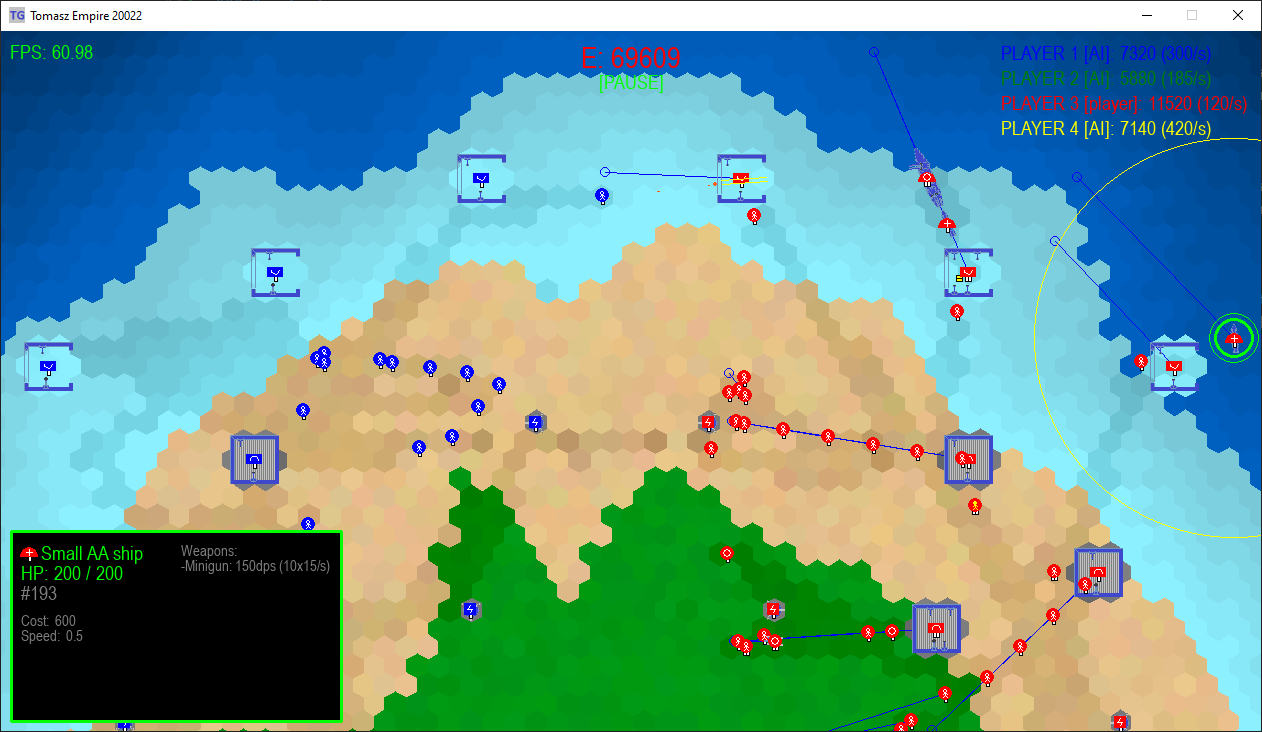 TG Tomasz Empire 20022
FPS: 60.98
E: 69609
[PAUSE]
PLAYER 1 [AI]: 7320 (300/s)
PLAYER 2 [AI]: 5880 (185/s)
PLAYER 3 [player]: 11520 (120/s)
PLAYER 4 [AI]: 7140 (420/s)
Small AA ship
HP: 200 / 200
#193
Cost: 600
Speed: 0.5
Weapons:
-Minigun: 150dps (10x15/s)